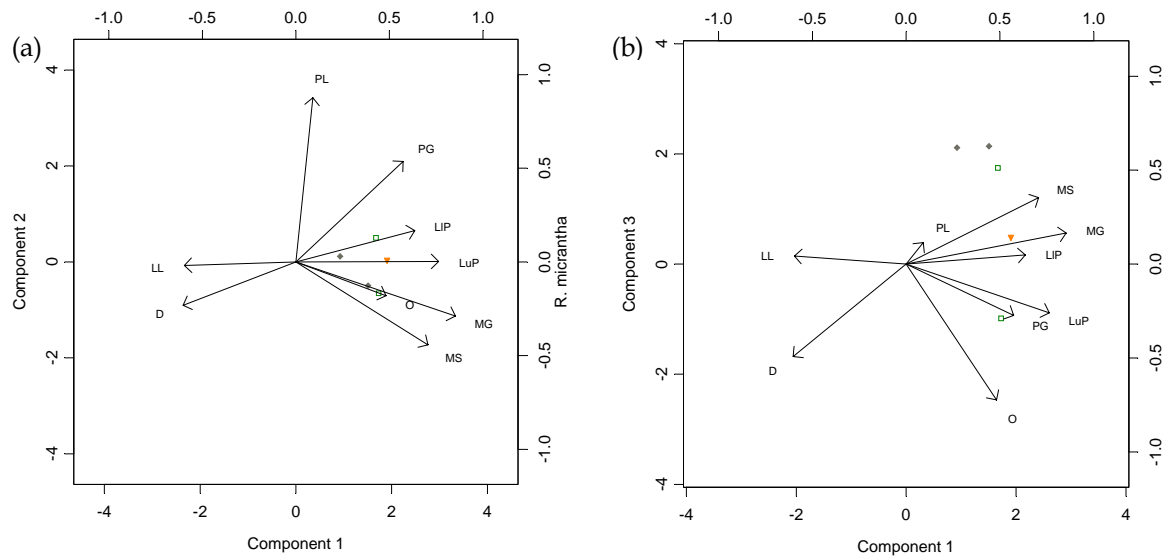 -1.0 -0.5 0.0 0.5 1.0
(a)
4
2
0
-2
-4
Component 2
PL
PG
LlP
LuP
LL
D
O
MG
MS
1.0
0.5
0.0
-0.5
-1.0
R. micrantha
-4 -2 0 2 4
Component 1
-1.0 -0.5 0.0 0.5 1.0
(b)
4
2
0
-2
-4
Component 3
MS
PL
MG
LlP
LL
PG
LuP
D
O
1.0
0.5
0.0
-0.5
-1.0
-4 -2 0 2 4
Component 1